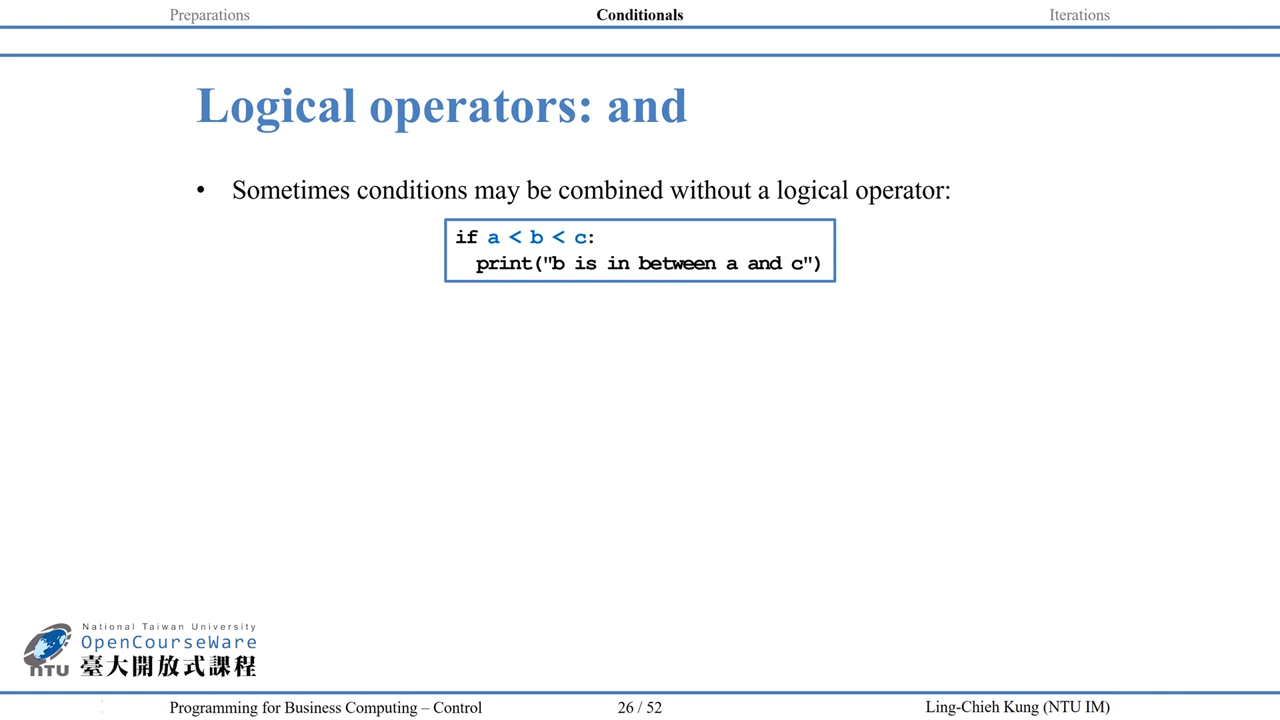 Preparations
Conditionals
Iterations
Logical operators: and
• Sometimes conditions may be combined without a logical operator:
if a < b < c:
print("b is in between a and c")
National Taiwan University
OpenCourseWare
NTU 臺大開放式課程
Programming for Business Computing – Control
26 / 52
Ling-Chieh Kung (NTU IM)